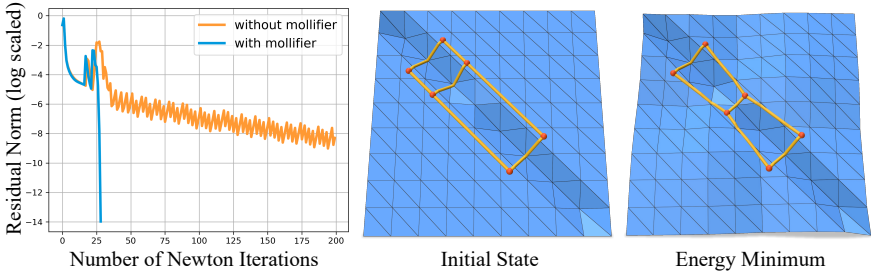 Residual Norm (log scaled)
0
−2
−4
−6
−8
−10
−12
−14
without mollifier
with mollifier
0 25 50 75 100 125 150 175 200
Number of Newton Iterations
Initial State
Energy Minimum